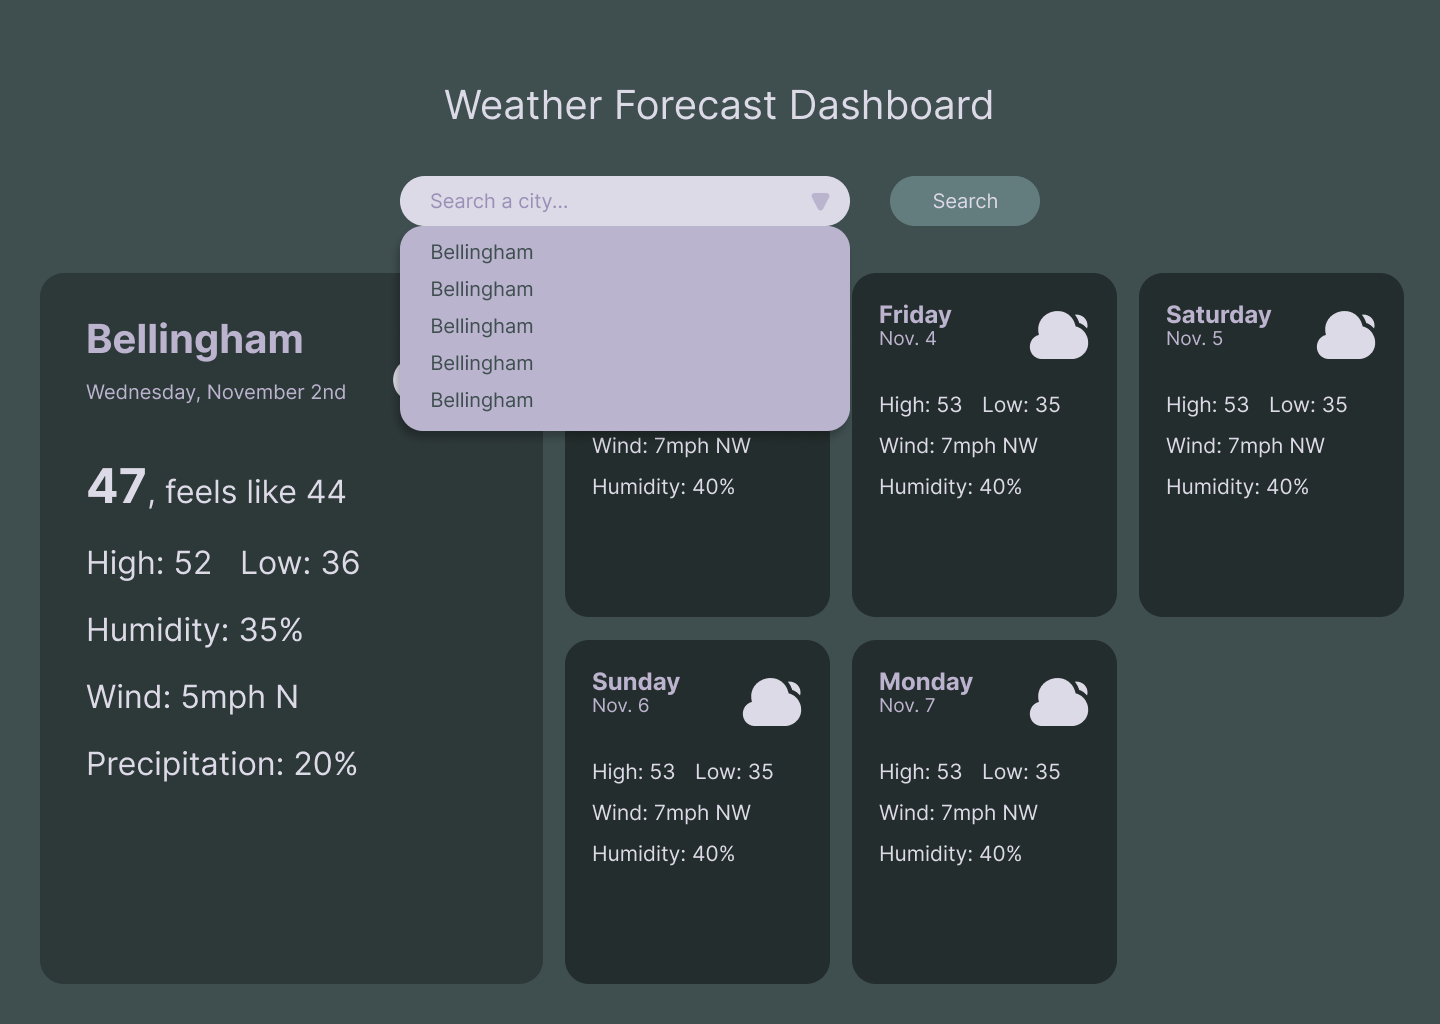 Weather Forecast Dashboard
Search a city...
Search
Bellingham
Bellingham
Bellingham
Bellingham
Bellingham
Bellingham
Wednesday, November 2nd
47, feels like 44
High: 52 Low: 36
Humidity: 35%
Wind: 5mph N
Precipitation: 20%
Wind: 7mph NW
Humidity: 40%
Friday
Nov. 4
High: 53 Low: 35
Wind: 7mph NW
Humidity: 40%
Saturday
Nov. 5
High: 53 Low: 35
Wind: 7mph NW
Humidity: 40%
Sunday
Nov. 6
High: 53 Low: 35
Wind: 7mph NW
Humidity: 40%
Monday
Nov. 7
High: 53 Low: 35
Wind: 7mph NW
Humidity: 40%